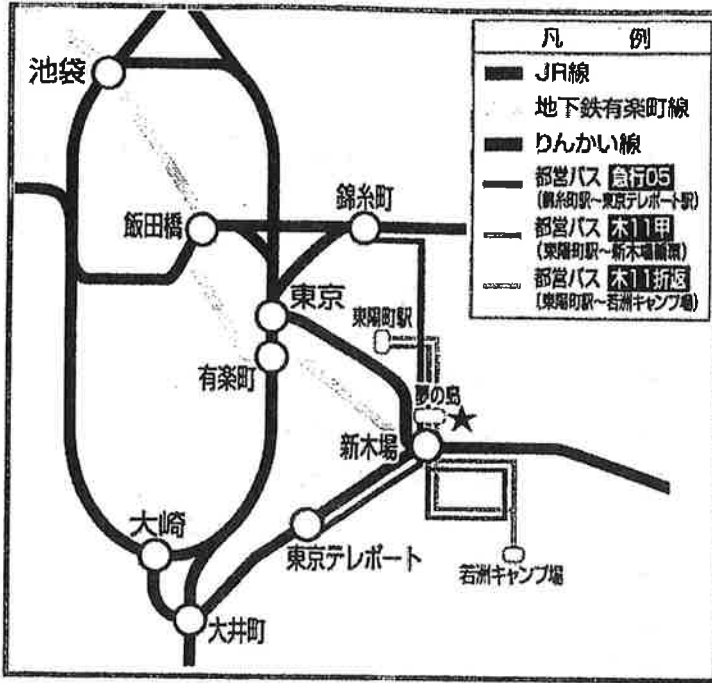 凡 例
JR線
地下鉄有楽町線
りんかい線
都営バス 急行05
(錦糸町駅〜東京テレポート駅)
都営バス 木11甲
(東陽町駅〜新木場循環)
都営バス 木11折返
(東陽町駅〜若洲キャンプ場)
池袋
飯田橋
錦糸町
東京
東陽町駅
有楽町
夢の島
新木場
大崎
東京テレポート
若洲キャンプ場
大井町